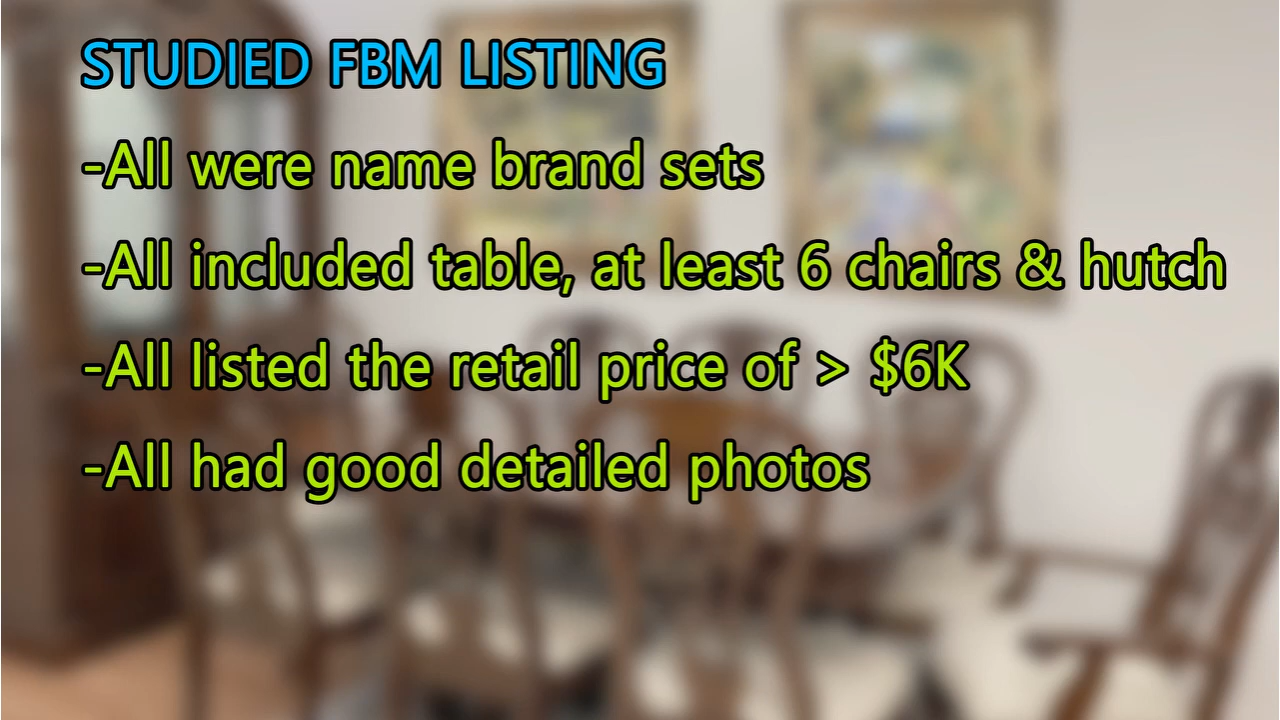 STUDIED FBM LISTING
-All were name brand sets
-All included table, at least 6 chairs & hutch
-All listed the retail price of > $6K
-All had good detailed photos